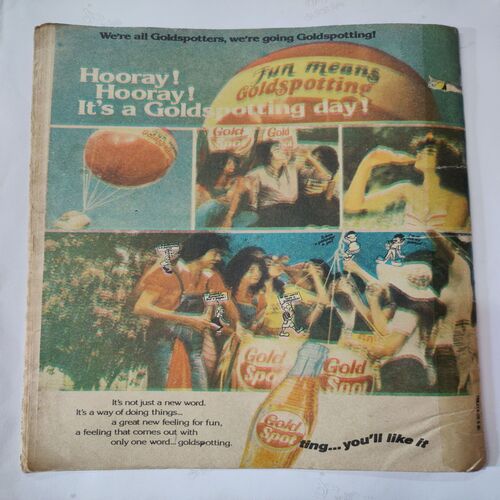 We're all Goldspotters, we're going Goldspotting!
Hooray!
Hooray!
It's a Goldspotting day!
fun means
Goldspotting
Gold
Spot
Gold
Gold
Spot
Gold
Spot
Gold
Spot
ting...you'll like it
It's not just a new word.
It's a way of doing things...
a great new feeling for fun,
a feeling that comes out with
only one word...goldspotting.